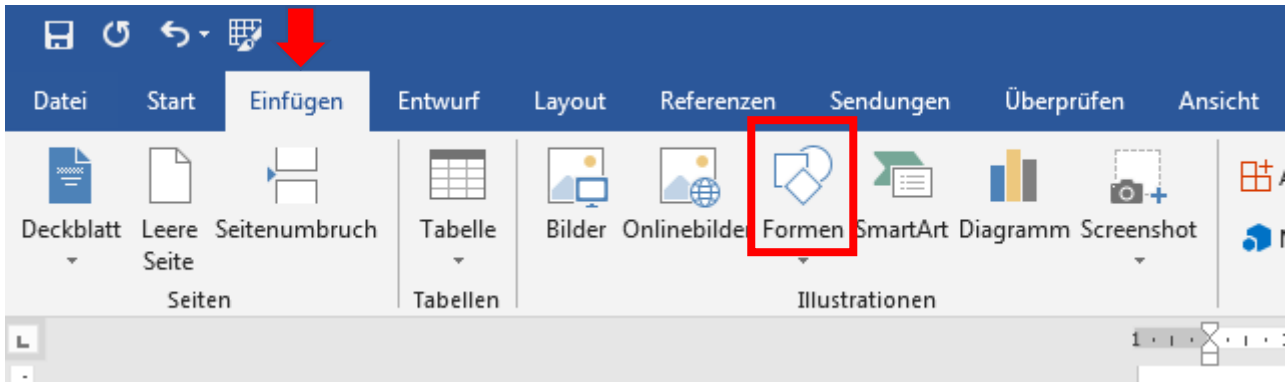 Datei Start Einfügen Entwurf Layout Referenzen Sendungen Überprüfen Ansicht
Deckblatt Leere Seitenumbruch Tabelle Bilder Onlinebilder Formen SmartArt Diagramm Screenshot
Seite
Seiten Tabellen Illustrationen
1